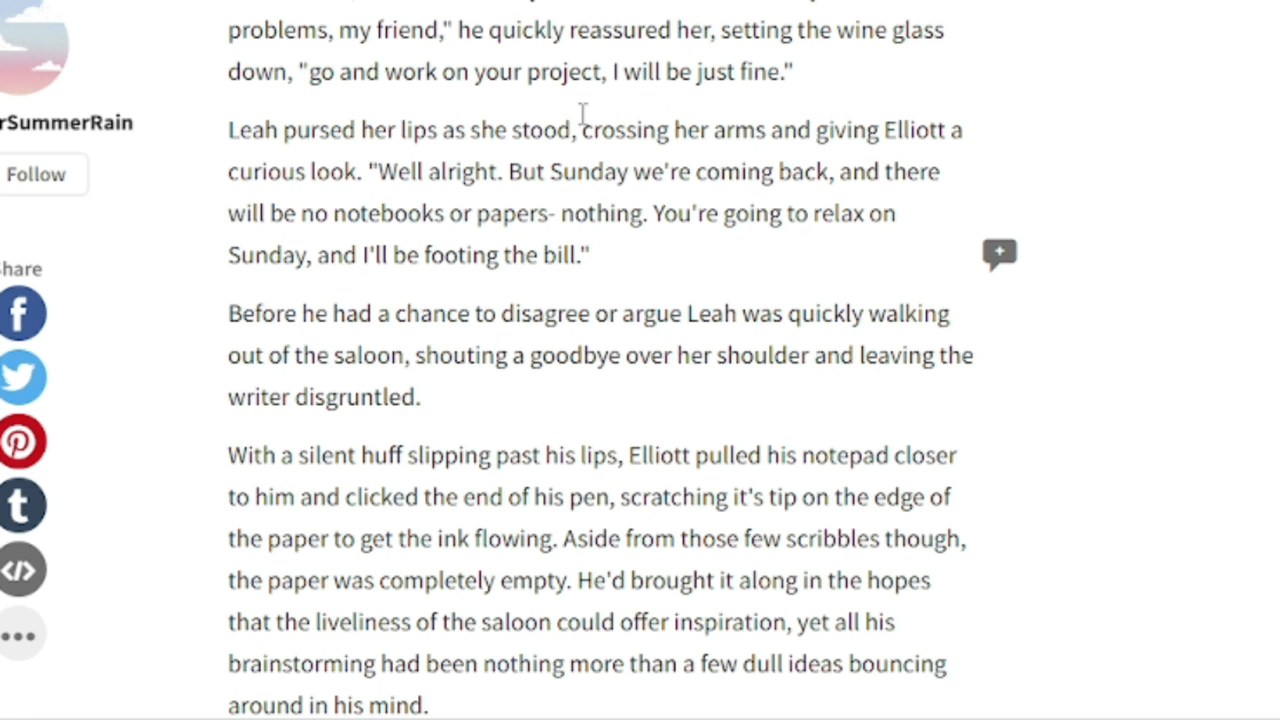 problems, my friend," he quickly reassured her, setting the wine glass
down, "go and work on your project, I will be just fine."
rSummerRain
Follow
Leah pursed her lips as she stood, crossing her arms and giving Elliott a
curious look. "Well alright. But Sunday we're coming back, and there
will be no notebooks or papers- nothing. You're going to relax on
Sunday, and I'll be footing the bill."
Share
Before he had a chance to disagree or argue Leah was quickly walking
out of the saloon, shouting a goodbye over her shoulder and leaving the
writer disgruntled.
With a silent huff slipping past his lips, Elliott pulled his notepad closer
to him and clicked the end of his pen, scratching it's tip on the edge of
the paper to get the ink flowing. Aside from those few scribbles though,
the paper was completely empty. He'd brought it along in the hopes
that the liveliness of the saloon could offer inspiration, yet all his
brainstorming had been nothing more than a few dull ideas bouncing
around in his mind.